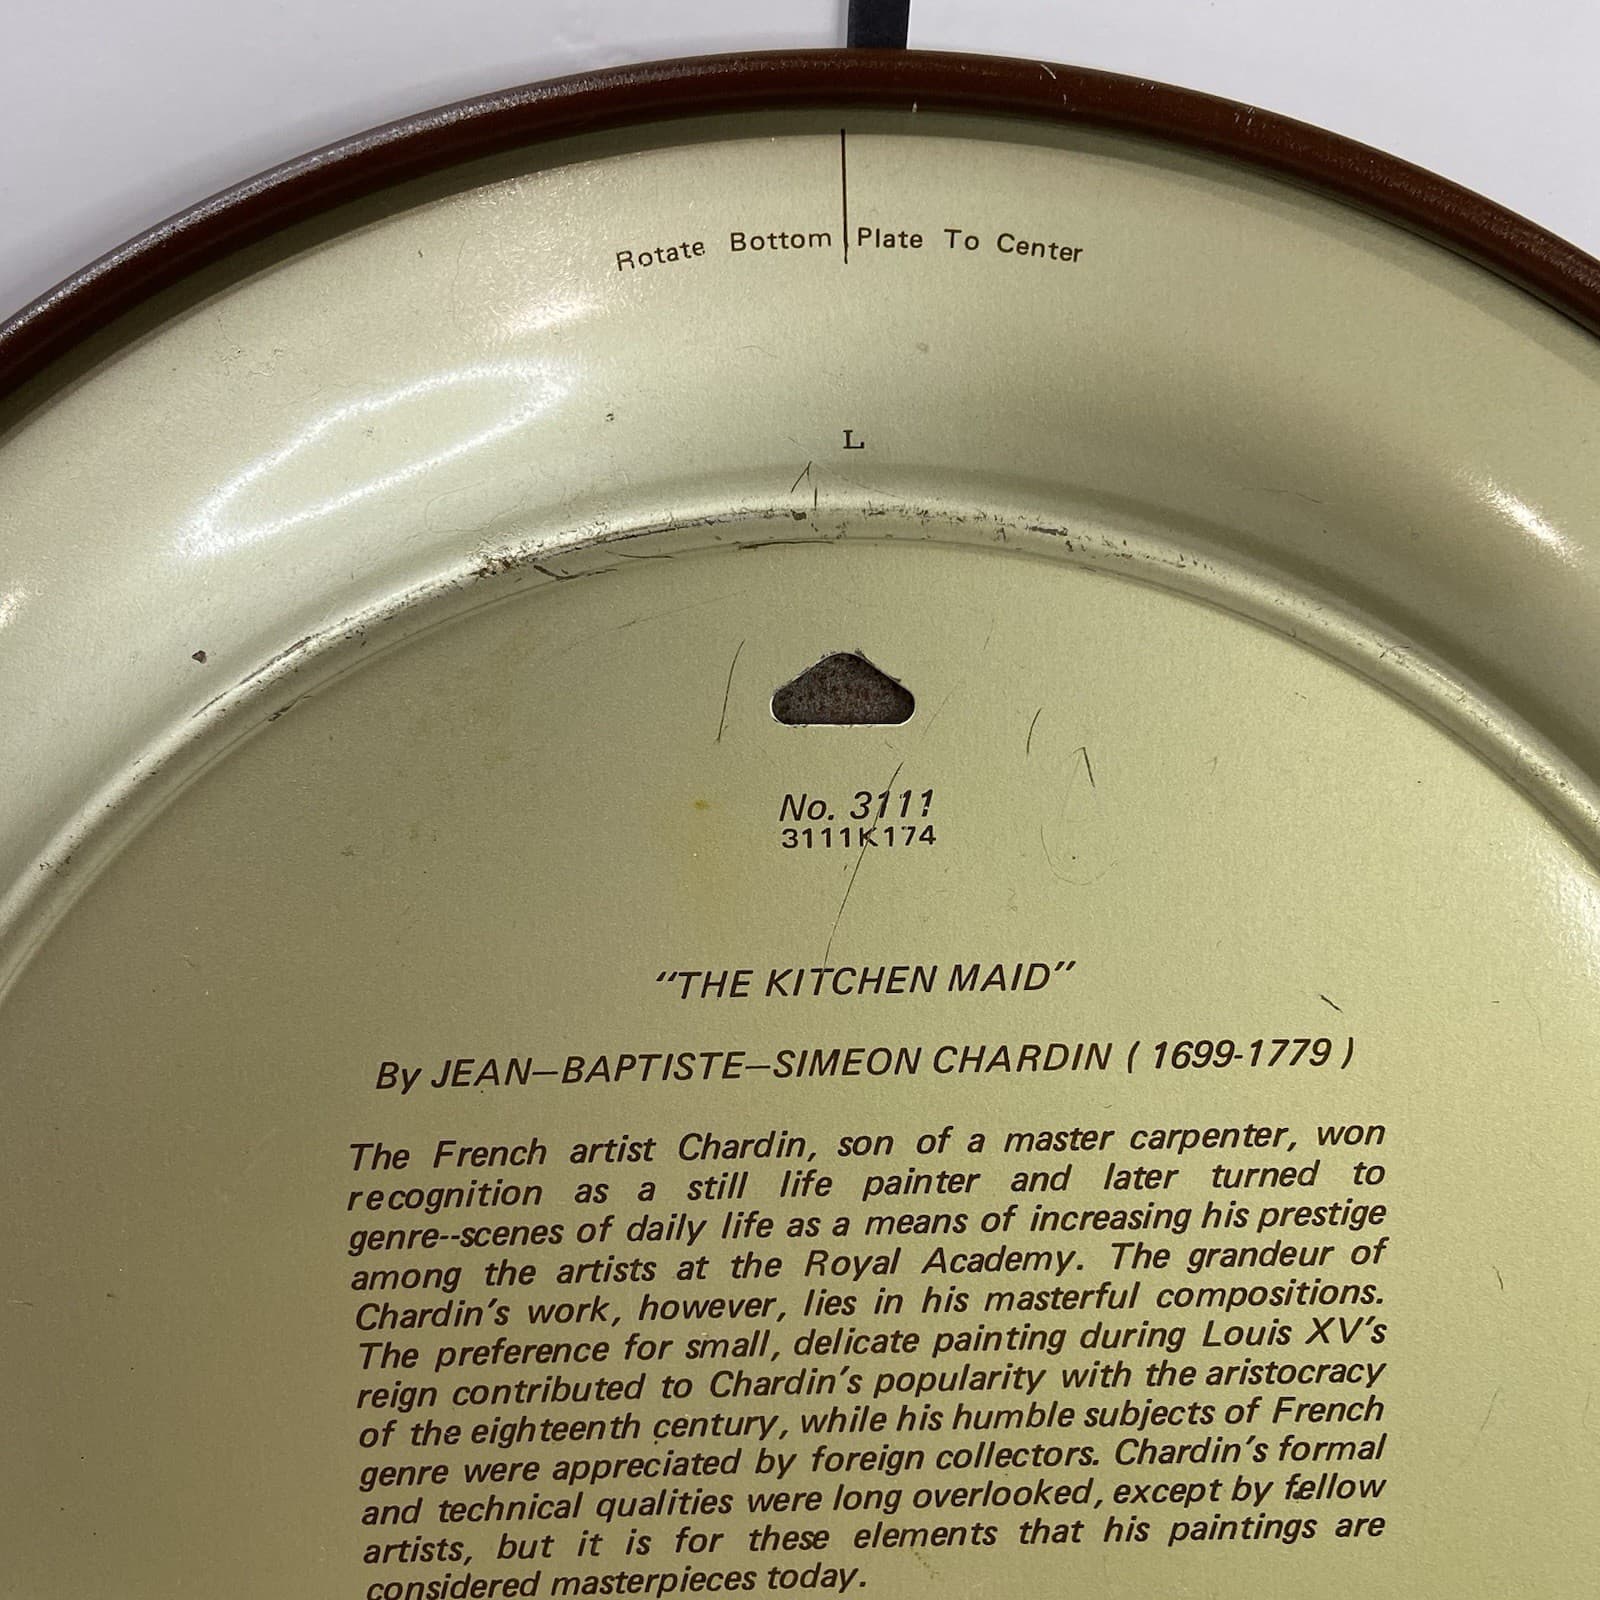 Rotate Bottom Plate To Center
L
No. 3111
3111K174
"THE KITCHEN MAID"
By JEAN—BAPTISTE—SIMEON CHARDIN ( 1699-1779 )
The French artist Chardin, son of a master carpenter, won
recognition as a still life painter and later turned to
genre--scenes of daily life as a means of increasing his prestige
among the artists at the Royal Academy. The grandeur of
Chardin's work, however, lies in his masterful compositions.
The preference for small, delicate painting during Louis XV's
reign contributed to Chardin's popularity with the aristocracy
of the eighteenth century, while his humble subjects of French
genre were appreciated by foreign collectors. Chardin's formal
and technical qualities were long overlooked, except by fellow
artists, but it is for these elements that his paintings are
considered masterpieces today.